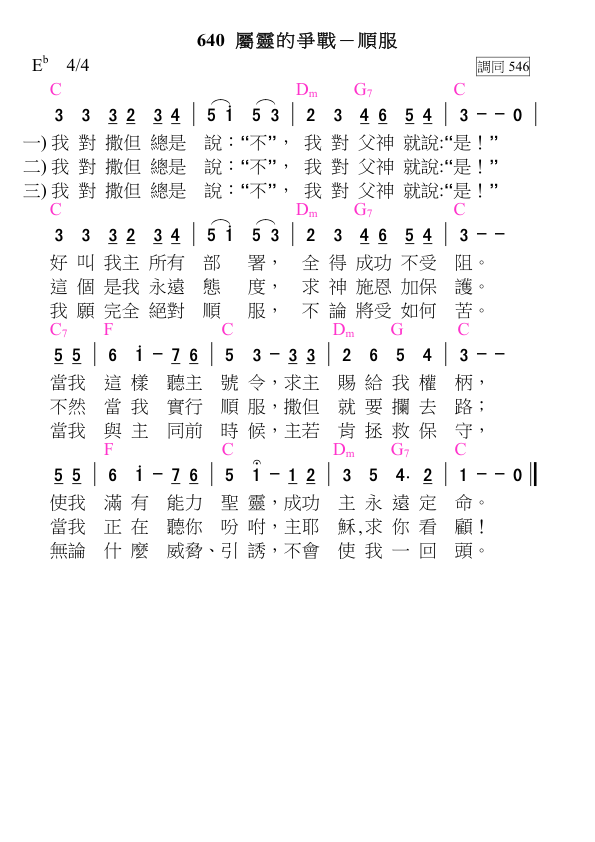 640 屬靈的爭戰－順服
E♭ 4/4 調同 546
C Dm G7 C
3 3 3 2 3 4 | 5 i 5 3 | 2 3 4 6 5 4 | 3 － － 0 |
一) 我 對 撒但 總是 說：“不”， 我 對 父神 就說:“是！”
二) 我 對 撒但 總是 說：“不”， 我 對 父神 就說:“是！”
三) 我 對 撒但 總是 說：“不”， 我 對 父神 就說:“是！”
C Dm G7 C
3 3 3 2 3 4 | 5 i 5 3 | 2 3 4 6 5 4 | 3 － －
好 叫 我主 所有 部 署， 全 得 成功 不受 阻。
這 個 是我 永遠 態 度， 求 神 施恩 加保 護。
我 願 完全 絕對 順 服， 不 論 將受 如何 苦。
C7 F C Dm G C
5 5 | 6 i － 7 6 | 5 3 － 3 3 | 2 6 5 4 | 3 － －
當我 這 樣 聽主 號 令，求主 賜 給 我 權 柄，
不然 當 我 實行 順 服，撒但 就 要 攔 去 路；
當我 與 主 同前 時 候，主若 肯 拯 救 保 守，
F C Dm G7 C
5 5 | 6 i － 7 6 | 5 i － 1 2 | 3 5 4. 2 | 1 － － 0 ‖
使我 滿 有 能力 聖 靈，成功 主 永 遠 定 命。
當我 正 在 聽你 吩 咐，主耶 穌,求 你 看 顧！
無論 什 麼 威脅、引 誘，不會 使 我 一 回 頭。